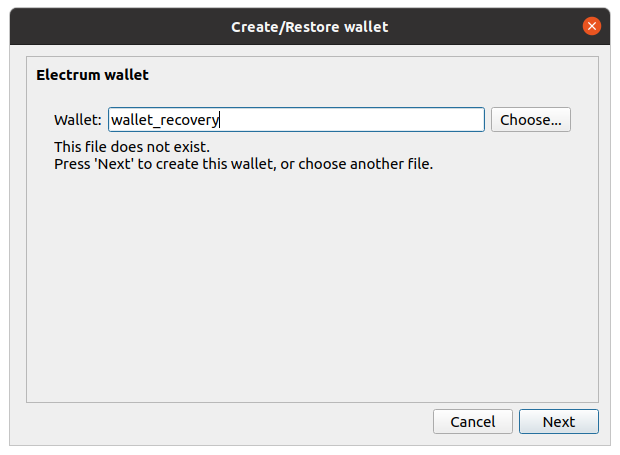 Create/Restore wallet
Electrum wallet
Wallet: wallet_recovery Choose...
This file does not exist.
Press 'Next' to create this wallet, or choose another file.
Cancel Next